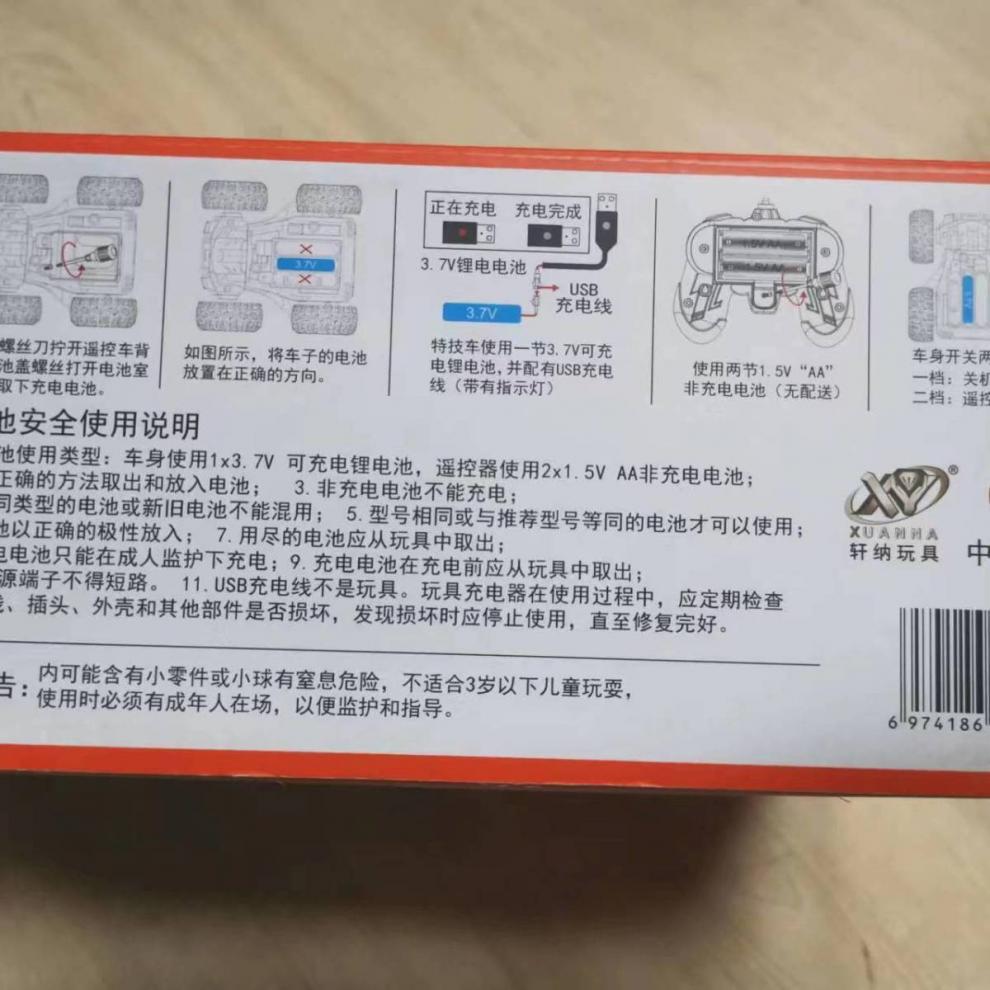 3.7V
螺丝刀拧开遥控车背
池盖螺丝打开电池室
取下充电电池。
3.7V
如图所示，将车子的电池
放置在正确的方向。
正在充电 充电完成
3.7V锂电电池
USB
充电线
3.7V
特技车使用一节3.7V可充
电锂电池，并配有USB充电
线（带有指示灯）
1.5V AA
1.5V AA
使用两节1.5V “AA”
非充电电池（无配送）
车身开关两
一档：关机
二档：遥控
池安全使用说明
池使用类型：车身使用1x3.7V 可充电锂电池，遥控器使用2x1.5V AA非充电电池；
正确的方法取出和放入电池； 3.非充电电池不能充电；
同类型的电池或新旧电池不能混用； 5.型号相同或与推荐型号等同的电池才可以使用；
池以正确的极性放入； 7.用尽的电池应从玩具中取出；
电电池只能在成人监护下充电；9.充电电池在充电前应从玩具中取出；
源端子不得短路。 11.USB充电线不是玩具。玩具充电器在使用过程中，应定期检查
线、插头、外壳和其他部件是否损坏，发现损坏时应停止使用，直至修复完好。
告：内可能含有小零件或小球有窒息危险，不适合3岁以下儿童玩耍，
使用时必须有成年人在场，以便监护和指导。
XY®
XUANNA
轩纳玩具
中
6 974186